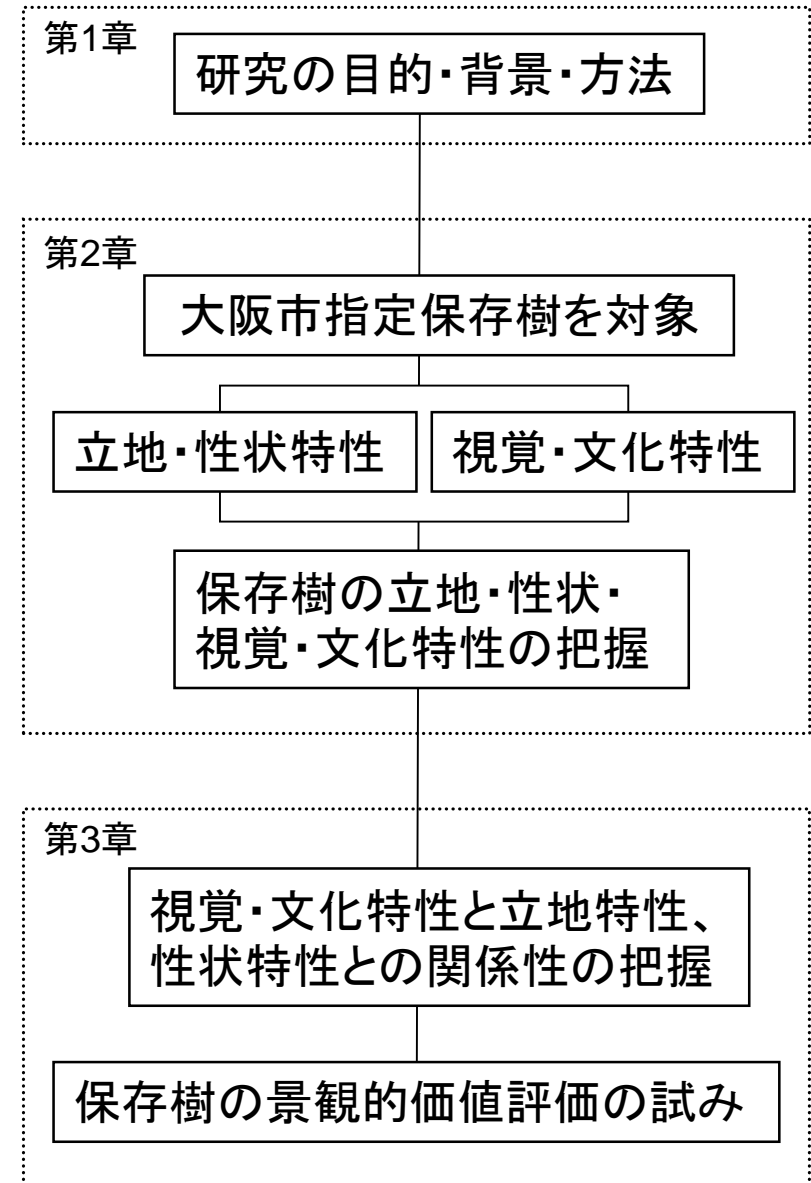 第1章
研究の目的・背景・方法
第2章
大阪市指定保存樹を対象
立地・性状特性
視覚・文化特性
保存樹の立地・性状・
視覚・文化特性の把握
第3章
視覚・文化特性と立地特性、
性状特性との関係性の把握
保存樹の景観的価値評価の試み